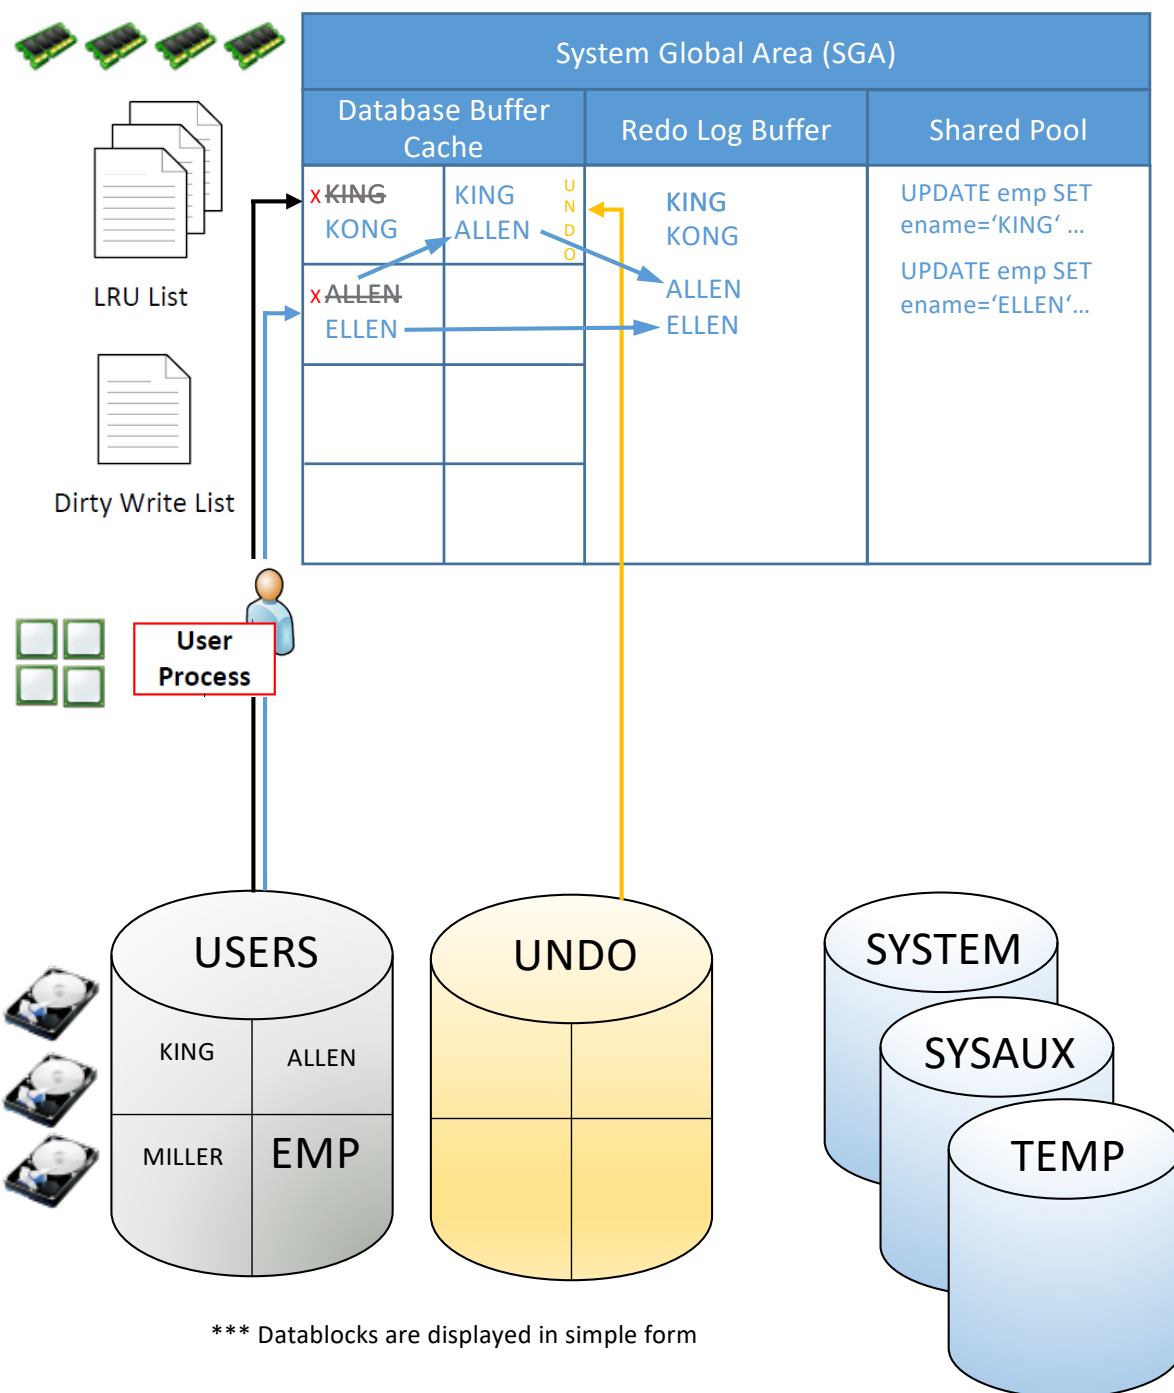 System Global Area (SGA)
Database Buffer
Cache
Redo Log Buffer
Shared Pool
LRU List
Dirty Write List
x KING
KONG
KING
ALLEN
U
N
D
O
x ALLEN
ELLEN
KING
KONG
ALLEN
ELLEN
UPDATE emp SET
ename=‘KING‘ ...
UPDATE emp SET
ename=‘ELLEN‘...
User
Process
USERS
KING
ALLEN
MILLER
EMP
UNDO
SYSTEM
SYSAUX
TEMP
*** Datablocks are displayed in simple form